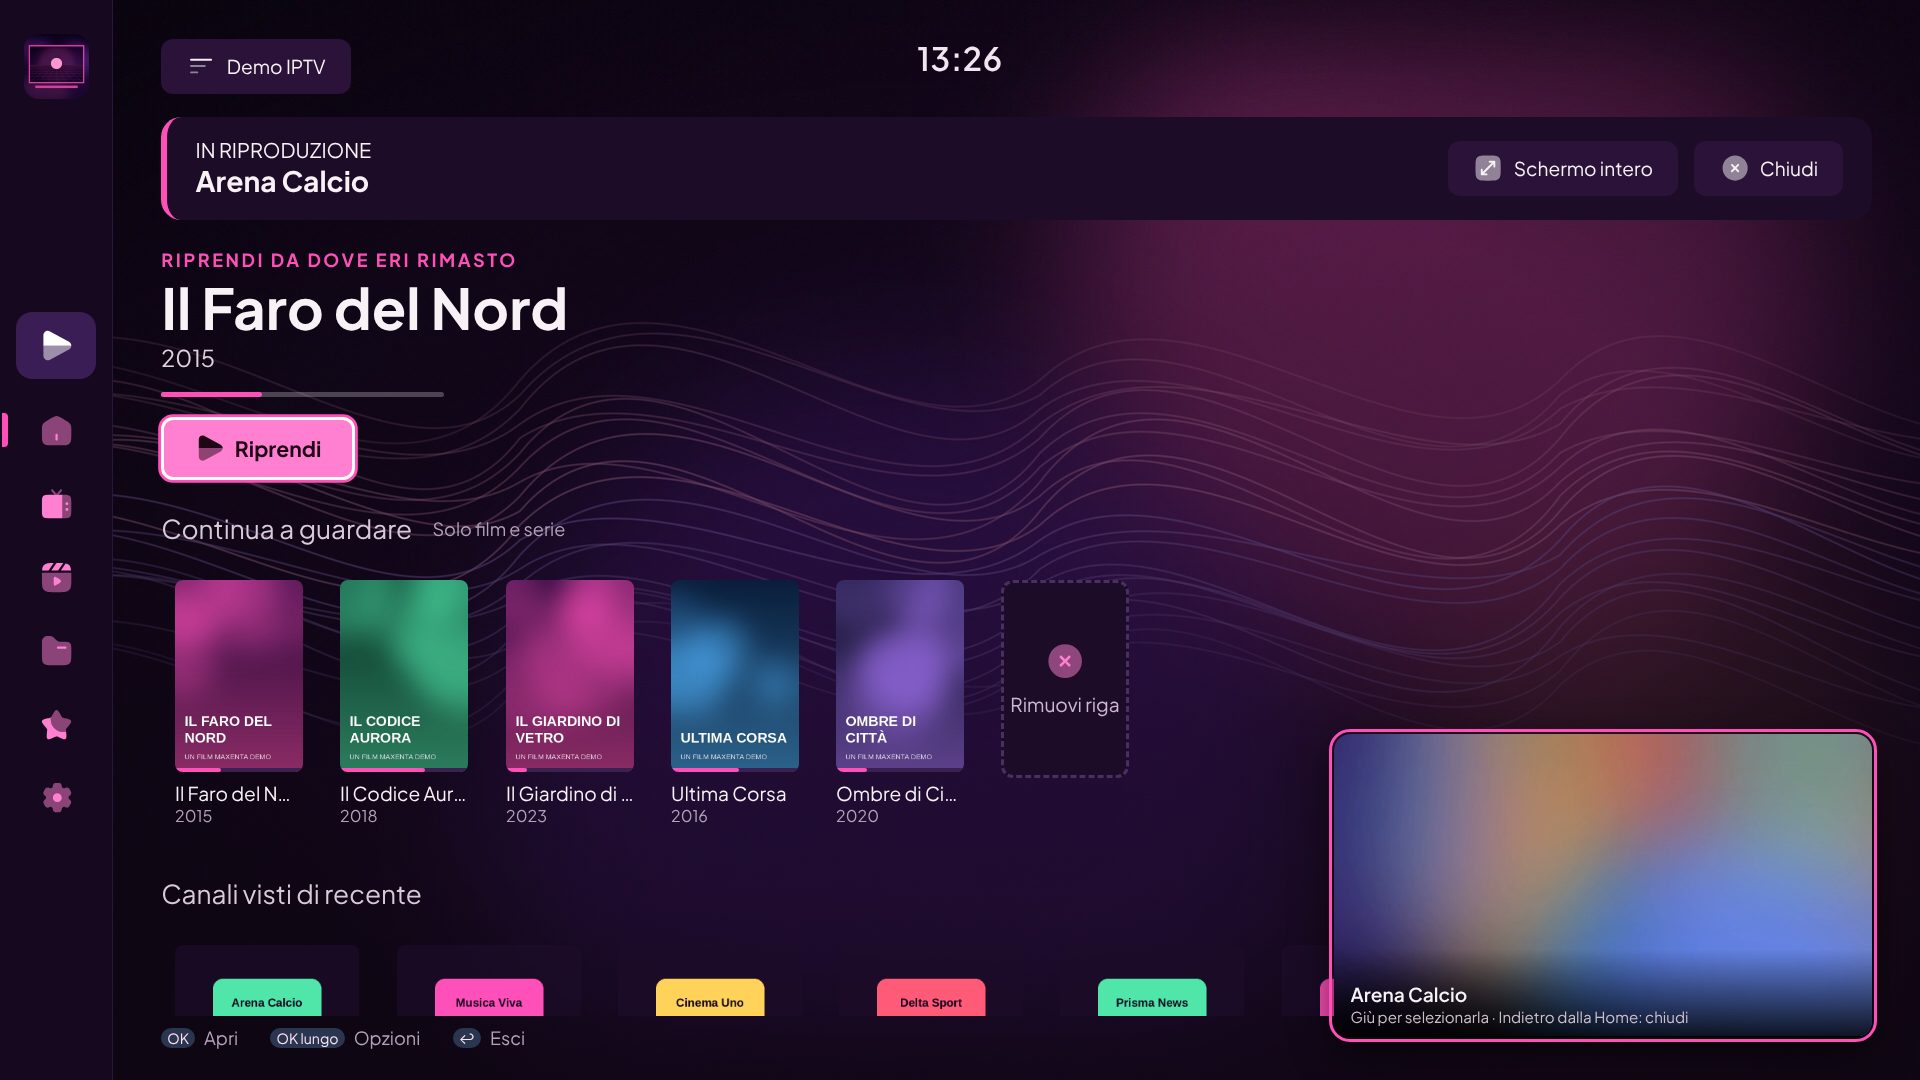 Demo IPTV
13:26
IN RIPRODUZIONE
Arena Calcio
Schermo intero
Chiudi
RIPRENDI DA DOVE ERI RIMASTO
Il Faro del Nord
2015
Riprendi
Continua a guardare
Solo film e serie
IL FARO DEL
NORD
UN FILM MAXENTA DEMO
IL CODICE
AURORA
UN FILM MAXENTA DEMO
IL GIARDINO DI
VETRO
UN FILM MAXENTA DEMO
ULTIMA CORSA
UN FILM MAXENTA DEMO
OMBRE DI
CITTÀ
UN FILM MAXENTA DEMO
Rimuovi riga
Il Faro del N...
2015
Il Codice Aur...
2018
Il Giardino di ...
2023
Ultima Corsa
2016
Ombre di Ci...
2020
Canali visti di recente
Arena Calcio
Musica Viva
Cinema Uno
Delta Sport
Prisma News
Arena Calcio
Giù per selezionarla · Indietro dalla Home: chiudi
OK Apri
OK lungo Opzioni
Esci